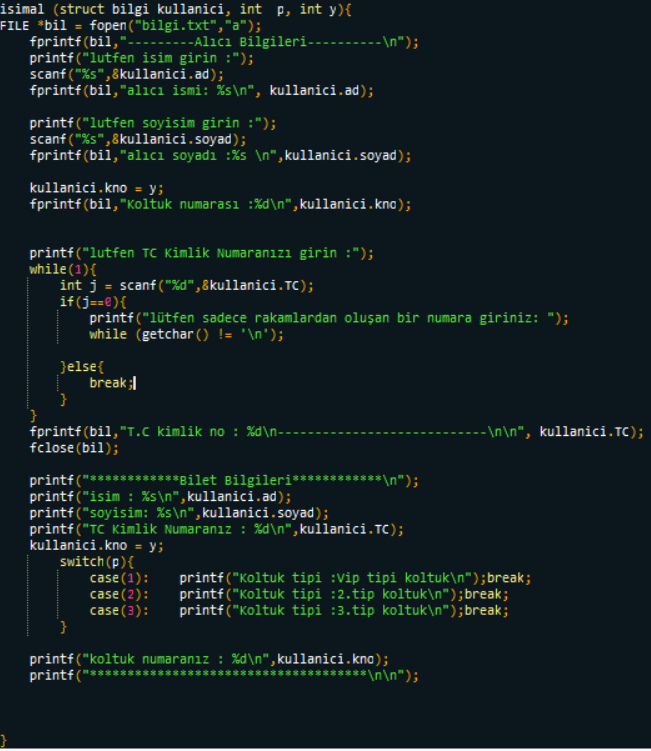 isimal (struct bilgi kullanici, int  p, int y){
FILE *bil = fopen("bilgi.txt","a");
fprintf(bil,"---------Alıcı Bilgileri----------\n");
printf("lutfen isim girin :");
scanf("%s",&kullanici.ad);
fprintf(bil,"alıcı ismi: %s\n", kullanici.ad);
printf("lutfen soyisim girin :");
scanf("%s",&kullanici.soyad);
fprintf(bil,"alıcı soyadı :%s \n",kullanici.soyad);
kullanici.kno = y;
fprintf(bil,"Koltuk numarası :%d\n",kullanici.kno);
printf("lutfen TC Kimlik Numaranızı girin :");
while(1){
int j = scanf("%d",&kullanici.TC);
if(j==0){
printf("lütfen sadece rakamlardan oluşan bir numara giriniz: ");
while (getchar() != '\n');
}else{
break;
}
}
fprintf(bil,"T.C kimlik no : %d\n----------------------------\n\n", kullanici.TC);
fclose(bil);
printf("************Bilet Bilgileri************\n");
printf("isim : %s\n",kullanici.ad);
printf("soyisim: %s\n",kullanici.soyad);
printf("TC Kimlik Numaranız : %d\n",kullanici.TC);
kullanici.kno = y;
switch(p){
case(1):    printf("Koltuk tipi :Vip tipi koltuk\n");break;
case(2):    printf("Koltuk tipi :2.tip koltuk\n");break;
case(3):    printf("Koltuk tipi :3.tip koltuk\n");break;
}
printf("koltuk numaranız : %d\n",kullanici.kno);
printf("*************************************\n\n");
}